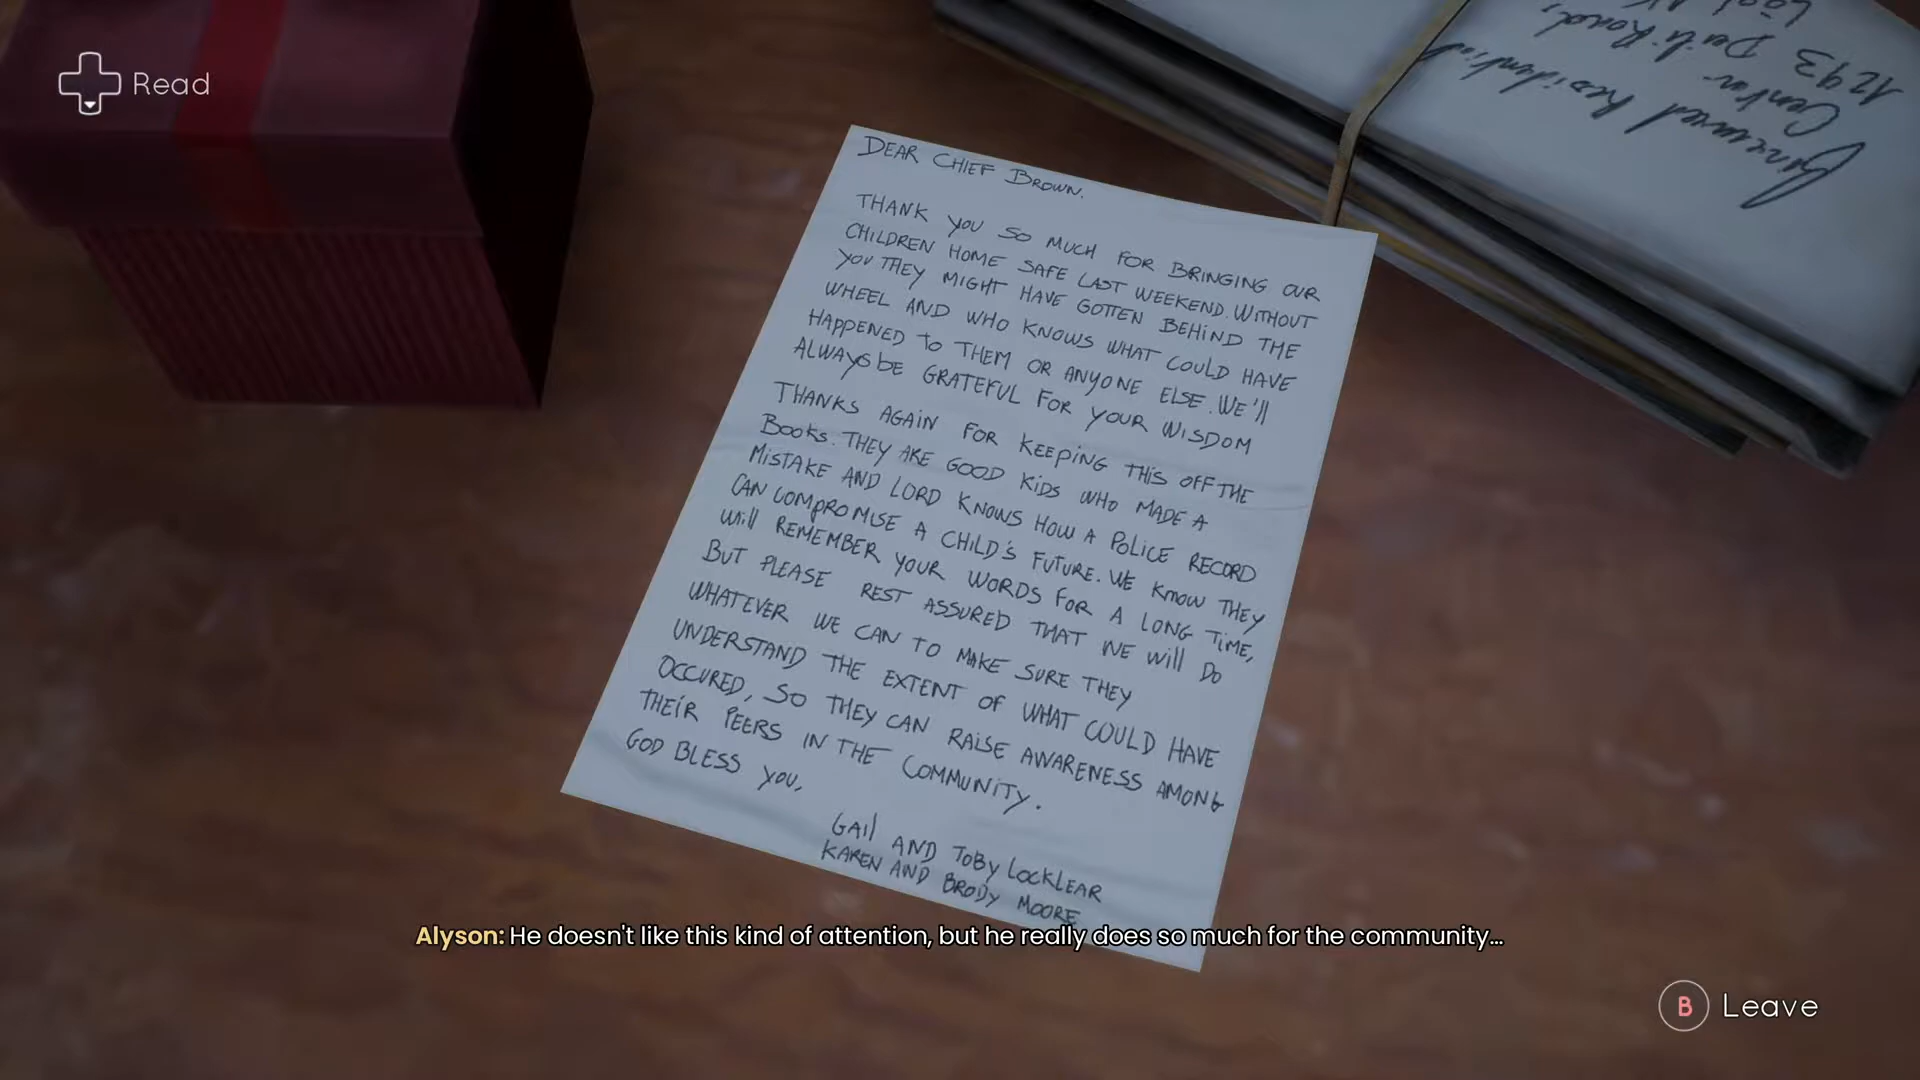 Read
Fireweed Residential
Center
1293 Dail Road,
DEAR CHIEF BROWN.
THANK YOU SO MUCH FOR BRINGING OUR
CHILDREN HOME SAFE LAST WEEKEND. WITHOUT
YOU THEY MIGHT HAVE GOTTEN BEHIND THE
WHEEL AND WHO KNOWS WHAT COULD HAVE
HAPPENED TO THEM OR ANYONE ELSE. WE'll
ALWAYS bE GRATEFUL FOR YOUR WISDOM
THANKS AGAIN FOR KEEPING THIS OFF THE
Books. THEY ARE GOOD KIDS WHO MADE A
MISTAKE AND LORD KNOWS HOW A POLICE RECORD
CAN COMPROMISE A CHILD'S FUTURE. WE KNOW THEY
Will REMEMBER YOUR WORDS FOR A LONG TIME,
BUT PLEASE REST ASSURED THAT WE Will DO
WHATEVER WE CAN TO MAKE SURE THEY
UNDERSTAND THE EXTENT OF WHAT COULD HAVE
OCCURED, SO THEY CAN RAISE AWARENESS AMONG
THEIR PEERS IN THE COMMUNITY.
GOD BLESS YOU,
GAIl AND TOBY LOCKLEAR
KAREN AND BRODY MOORE
Alyson: He doesn't like this kind of attention, but he really does so much for the community...
B Leave